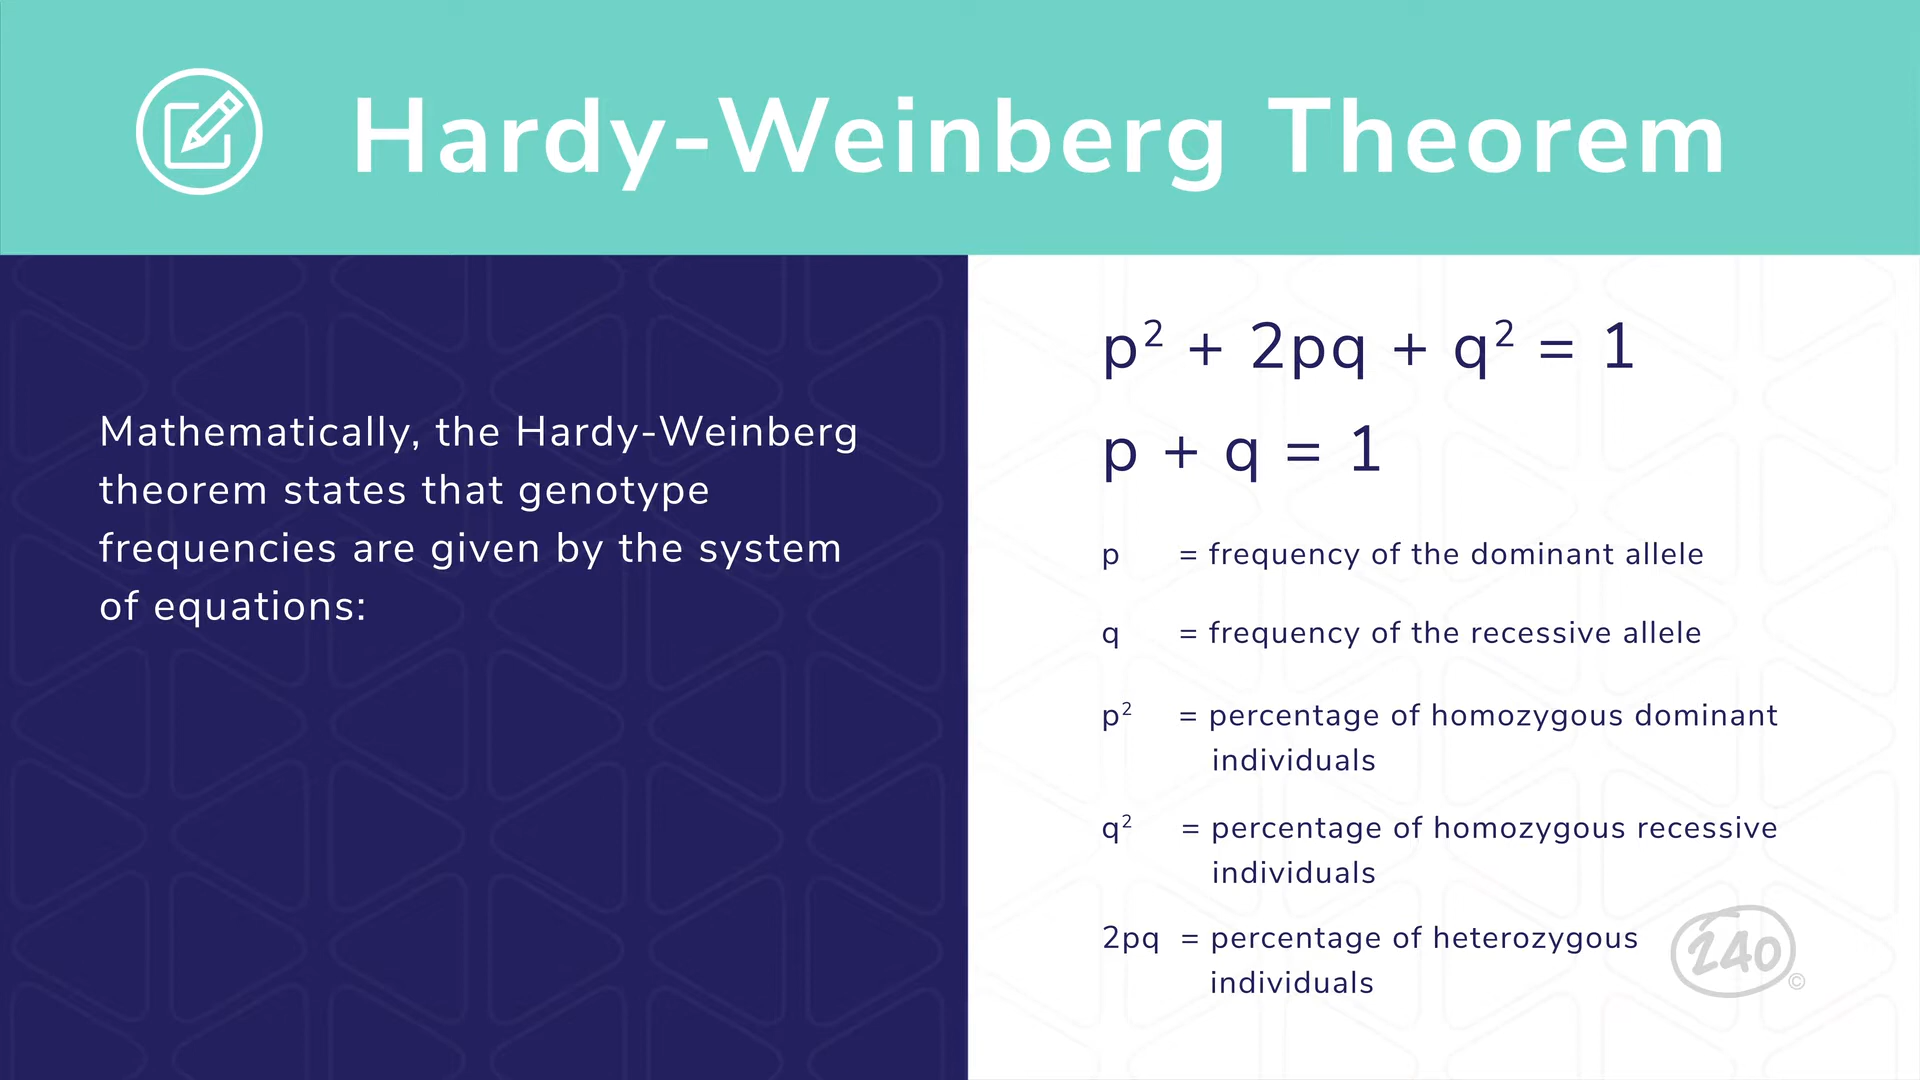 Hardy-Weinberg Theorem
Mathematically, the Hardy-Weinberg
theorem states that genotype
frequencies are given by the system
of equations:
p² + 2pq + q² = 1
p + q = 1
p = frequency of the dominant allele
q = frequency of the recessive allele
p² = percentage of homozygous dominant
individuals
q² = percentage of homozygous recessive
individuals
2pq = percentage of heterozygous
individuals
240
©